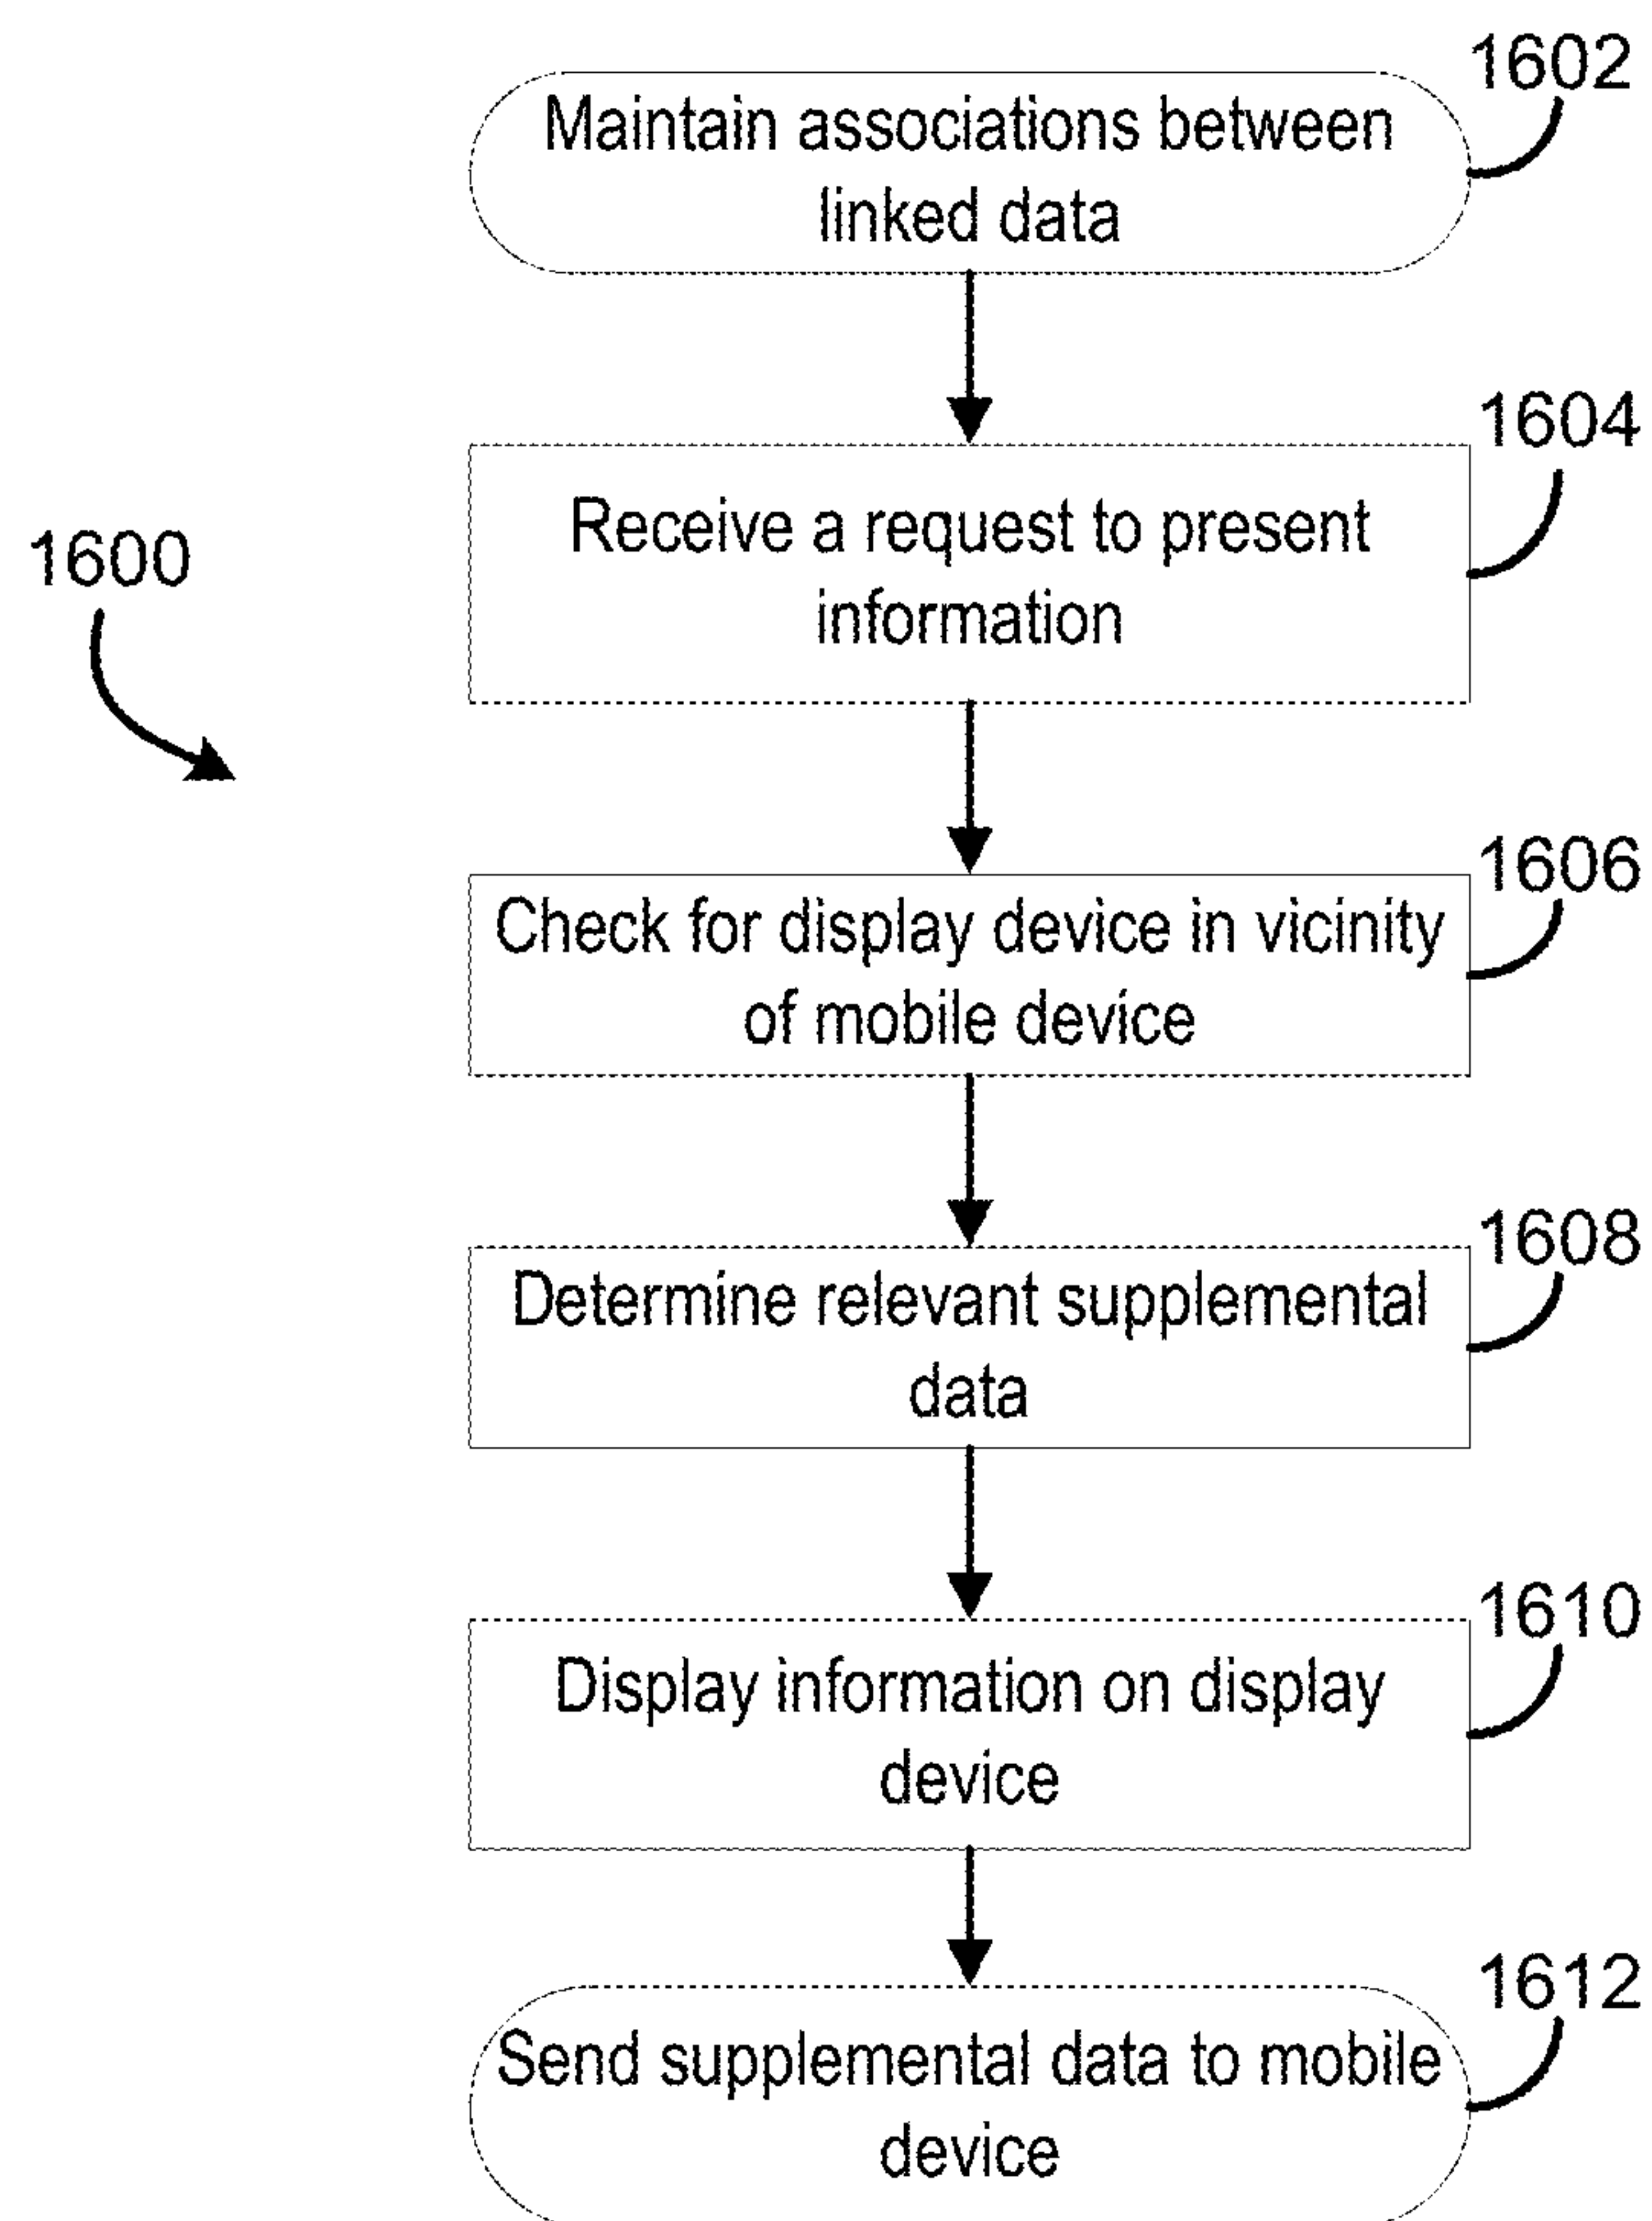 1602
Maintain associations between
linked data
1604
Receive a request to present
information
1600
1606
Check for display device in vicinity
of mobile device
1608
Determine relevant supplemental
data
1610
Display information on display
device
1612
Send supplemental data to mobile
device